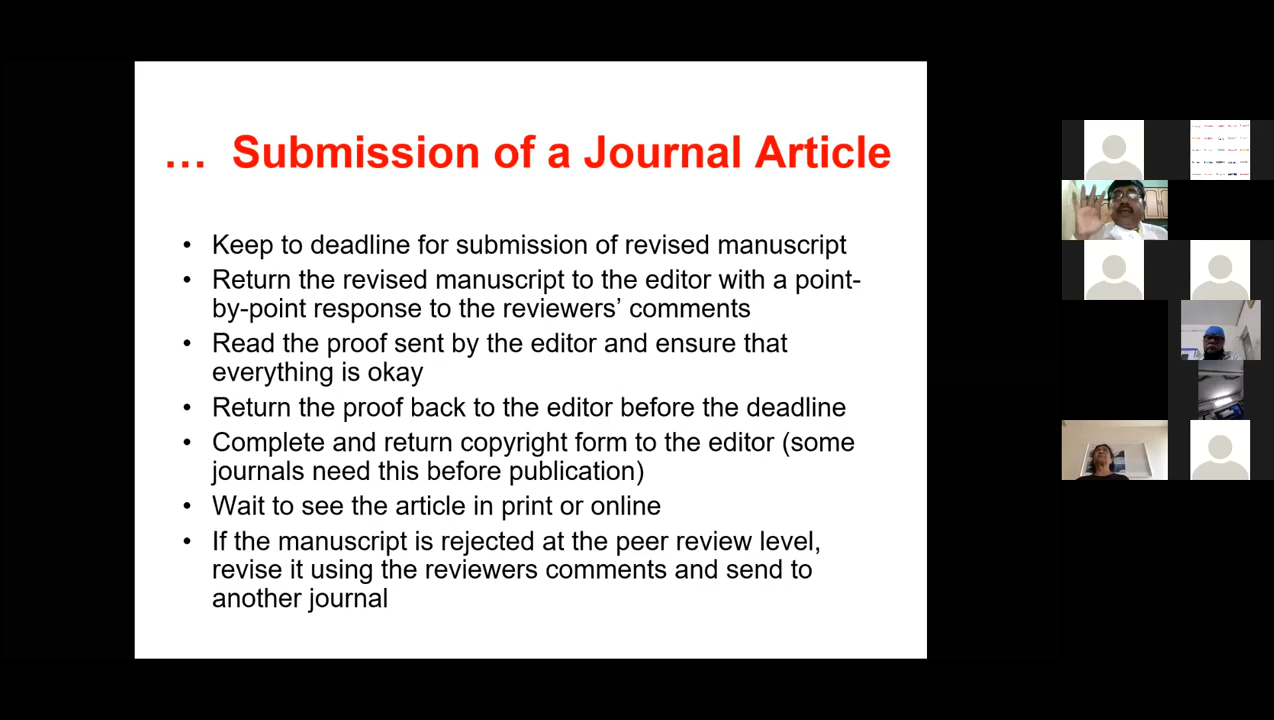 … Submission of a Journal Article
• Keep to deadline for submission of revised manuscript
• Return the revised manuscript to the editor with a point-
by-point response to the reviewers’ comments
• Read the proof sent by the editor and ensure that
everything is okay
• Return the proof back to the editor before the deadline
• Complete and return copyright form to the editor (some
journals need this before publication)
• Wait to see the article in print or online
• If the manuscript is rejected at the peer review level,
revise it using the reviewers comments and send to
another journal